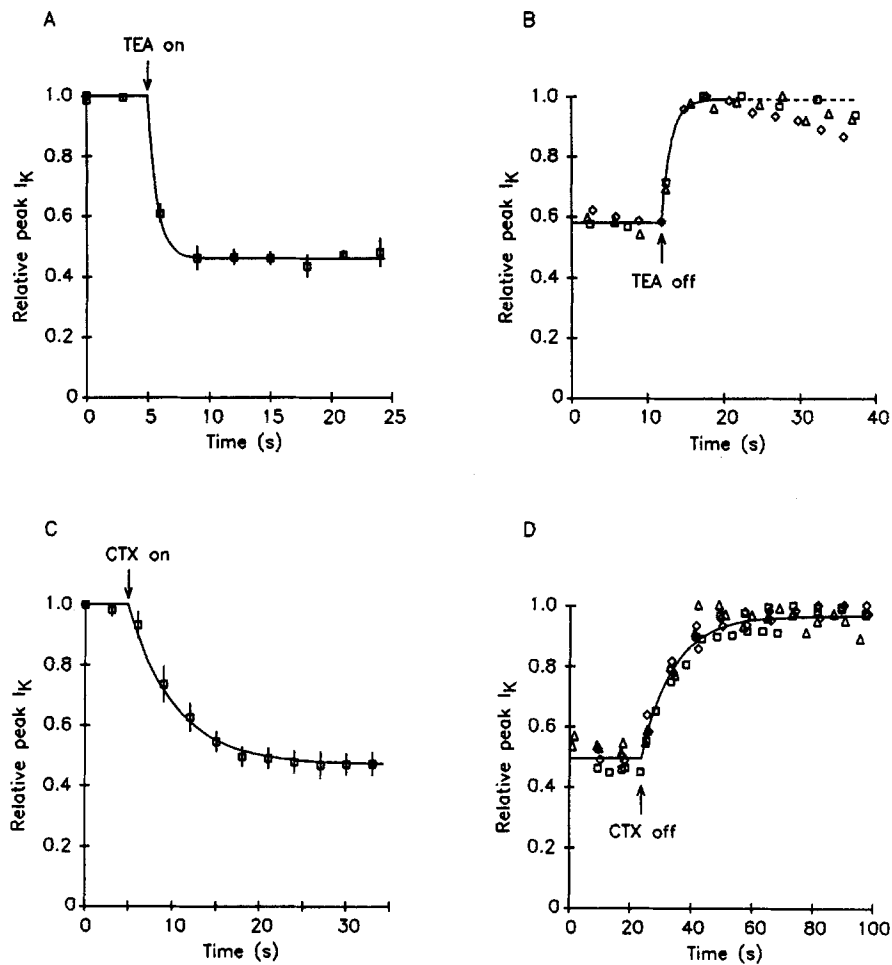 A
TEA on
1.0
0.8
0.6
0.4
0.2
0
Relative peak I_K
0 5 10 15 20 25
Time (s)
B
1.0
0.8
0.6
0.4
0.2
0
Relative peak I_K
TEA off
0 10 20 30 40
Time (s)
C
CTX on
1.0
0.8
0.6
0.4
0.2
0
Relative peak I_K
0 10 20 30
Time (s)
D
1.0
0.8
0.6
0.4
0.2
0
Relative peak I_K
CTX off
0 20 40 60 80 100
Time (s)